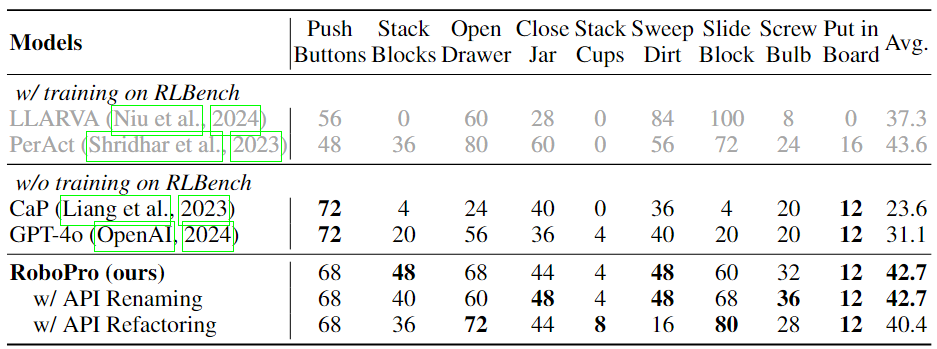 Models Push Buttons Stack Blocks Open Drawer Close Jar Stack Cups Sweep Dirt Slide Block Screw Bulb Put in Board Avg.
w/ training on RLBench
LLARVA (Niu et al., 2024) 56 0 60 28 0 84 100 8 0 37.3
PerAct (Shridhar et al., 2023) 48 36 80 60 0 56 72 24 16 43.6
w/o training on RLBench
CaP (Liang et al., 2023) 72 4 24 40 0 36 4 20 12 23.6
GPT-4o (OpenAI, 2024) 72 20 56 36 4 40 20 20 12 31.1
RoboPro (ours) 68 48 68 44 4 48 60 32 12 42.7
w/ API Renaming 68 40 60 48 4 48 68 36 12 42.7
w/ API Refactoring 68 36 72 44 8 16 80 28 12 40.4